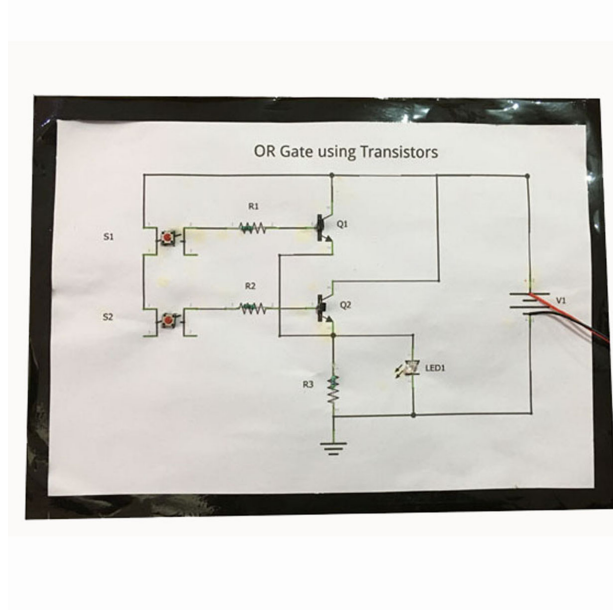 OR Gate using Transistors
R1
Q1
S1
R2
Q2
V1
S2
LED1
R3